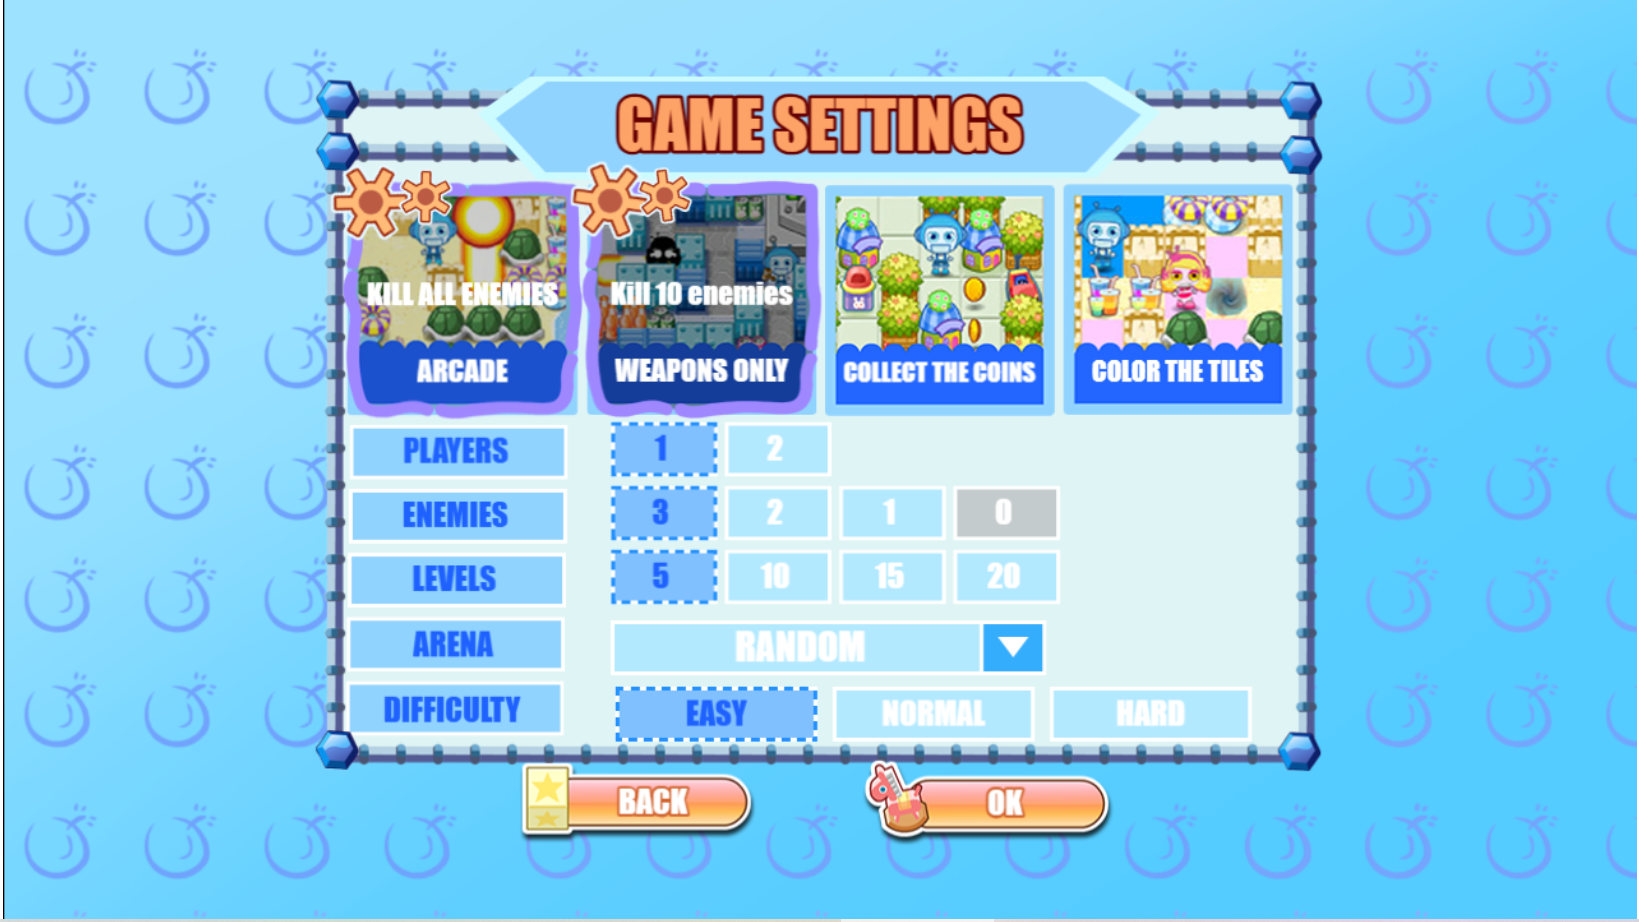 GAME SETTINGS
KILL ALL ENEMIES
Kill 10 enemies
ARCADE
WEAPONS ONLY
COLLECT THE COINS
COLOR THE TILES
PLAYERS
1
2
ENEMIES
3
2
1
0
LEVELS
5
10
15
20
ARENA
RANDOM
DIFFICULTY
EASY
NORMAL
HARD
BACK
OK